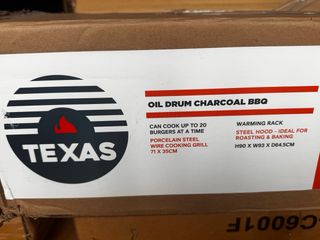 OIL DRUM CHARCOAL BBQ
CAN COOK UP TO 20
BURGERS AT A TIME
PORCELAIN STEEL
WIRE COOKING GRILL
71 X 35CM
WARMING RACK
STEEL HOOD - IDEAL FOR
ROASTING & BAKING
H90 X W93 X D64.5CM
TEXAS
C6001F